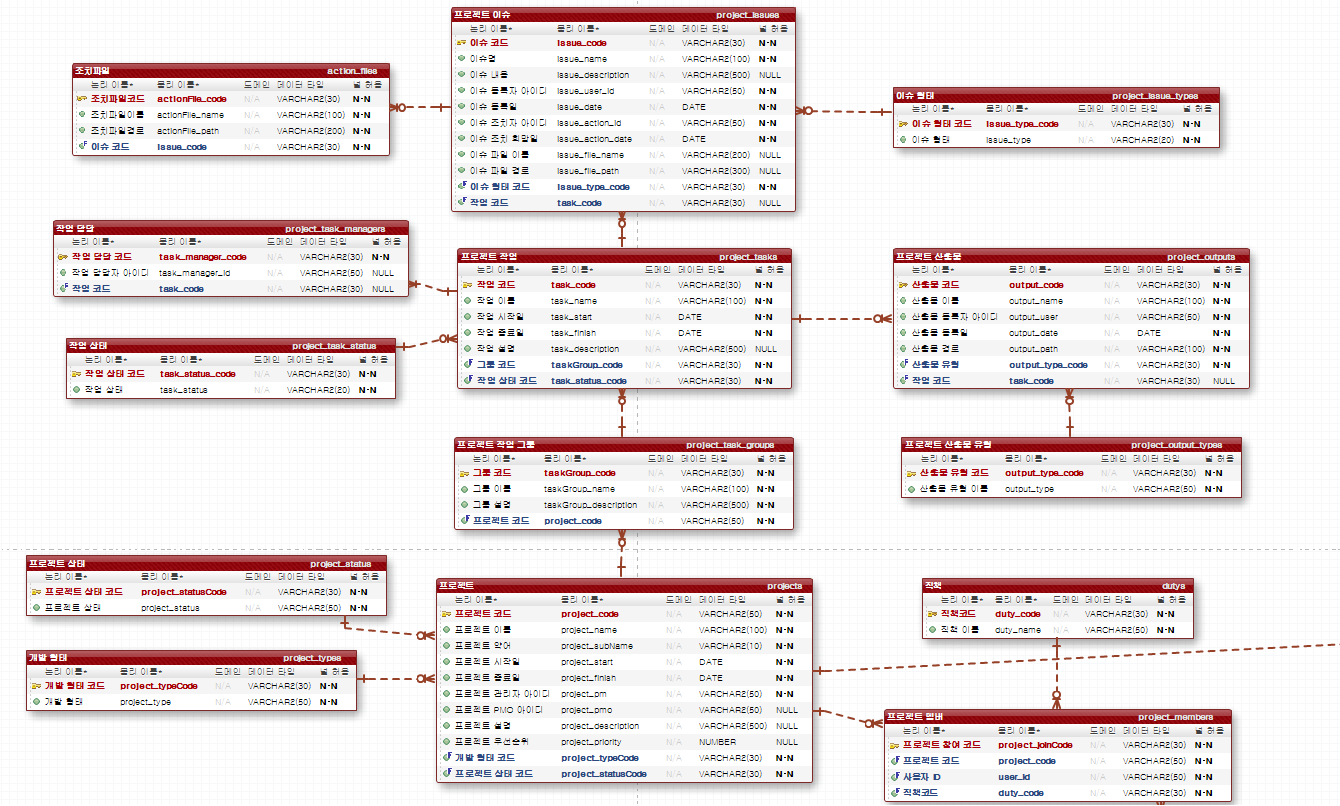 프로젝트 이슈 project_issues
논리 이름* 물리 이름* 도메인 데이터 타입 널 허용
이슈 코드 issue_code N/A VARCHAR2(30) N-N
이슈명 issue_name N/A VARCHAR2(100) N-N
이슈 내용 issue_description N/A VARCHAR2(500) NULL
이슈 등록자 아이디 issue_user_id N/A VARCHAR2(50) N-N
이슈 등록일 issue_date N/A DATE N-N
이슈 조치자 아이디 issue_action_id N/A VARCHAR2(50) N-N
이슈 조치 희망일 issue_action_date N/A DATE N-N
이슈 파일 이름 issue_file_name N/A VARCHAR2(200) NULL
이슈 파일 경로 issue_file_path N/A VARCHAR2(300) NULL
이슈 형태 코드 issue_type_code N/A VARCHAR2(30) N-N
작업 코드 task_code N/A VARCHAR2(30) NULL
조치파일 action_files
논리 이름* 물리 이름* 도메인 데이터 타입 널 허용
조치파일코드 actionFile_code N/A VARCHAR2(30) N-N
조치파일이름 actionFile_name N/A VARCHAR2(100) N-N
조치파일경로 actionFile_path N/A VARCHAR2(200) N-N
이슈 코드 issue_code N/A VARCHAR2(30) N-N
이슈 형태 project_issue_types
논리 이름* 물리 이름* 도메인 데이터 타입 널 허용
이슈 형태 코드 issue_type_code N/A VARCHAR2(30) N-N
이슈 형태 issue_type N/A VARCHAR2(20) N-N
작업 담당 project_task_managers
논리 이름* 물리 이름* 도메인 데이터 타입 널 허용
작업 담당 코드 task_manager_code N/A VARCHAR2(30) N-N
작업 담당자 아이디 task_manager_id N/A VARCHAR2(50) NULL
작업 코드 task_code N/A VARCHAR2(30) NULL
프로젝트 작업 project_tasks
논리 이름* 물리 이름* 도메인 데이터 타입 널 허용
작업 코드 task_code N/A VARCHAR2(30) N-N
작업 이름 task_name N/A VARCHAR2(100) N-N
작업 시작일 task_start N/A DATE N-N
작업 종료일 task_finish N/A DATE N-N
작업 설명 task_description N/A VARCHAR2(500) NULL
그룹 코드 taskGroup_code N/A VARCHAR2(30) N-N
작업 상태 코드 task_status_code N/A VARCHAR2(30) N-N
프로젝트 산출물 project_outputs
논리 이름* 물리 이름* 도메인 데이터 타입 널 허용
산출물 코드 output_code N/A VARCHAR2(30) N-N
산출물 이름 output_name N/A VARCHAR2(100) N-N
산출물 등록자 아이디 output_user N/A VARCHAR2(50) N-N
산출물 등록일 output_date N/A DATE N-N
산출물 경로 output_path N/A VARCHAR2(100) N-N
산출물 유형 output_type_code N/A VARCHAR2(30) N-N
작업 코드 task_code N/A VARCHAR2(30) NULL
작업 상태 project_task_status
논리 이름* 물리 이름* 도메인 데이터 타입 널 허용
작업 상태 코드 task_status_code N/A VARCHAR2(30) N-N
작업 상태 task_status N/A VARCHAR2(20) N-N
프로젝트 작업 그룹 project_task_groups
논리 이름* 물리 이름* 도메인 데이터 타입 널 허용
그룹 코드 taskGroup_code N/A VARCHAR2(30) N-N
그룹 이름 taskGroup_name N/A VARCHAR2(100) N-N
그룹 설명 taskGroup_description N/A VARCHAR2(500) N-N
프로젝트 코드 project_code N/A VARCHAR2(50) N-N
프로젝트 산출물 유형 project_output_types
논리 이름* 물리 이름* 도메인 데이터 타입 널 허용
산출물 유형 코드 output_type_code N/A VARCHAR2(30) N-N
산출물 유형 이름 output_type N/A VARCHAR2(50) N-N
프로젝트 상태 project_status
논리 이름* 물리 이름* 도메인 데이터 타입 널 허용
프로젝트 상태 코드 project_statusCode N/A VARCHAR2(30) N-N
프로젝트 상태 project_status N/A VARCHAR2(50) N-N
개발 형태 project_types
논리 이름* 물리 이름* 도메인 데이터 타입 널 허용
개발 형태 코드 project_typeCode N/A VARCHAR2(30) N-N
개발 형태 project_type N/A VARCHAR2(50) N-N
프로젝트 projects
논리 이름* 물리 이름* 도메인 데이터 타입 널 허용
프로젝트 코드 project_code N/A VARCHAR2(50) N-N
프로젝트 이름 project_name N/A VARCHAR2(100) N-N
프로젝트 약어 project_subName N/A VARCHAR2(10) N-N
프로젝트 시작일 project_start N/A DATE N-N
프로젝트 종료일 project_finish N/A DATE N-N
프로젝트 관리자 아이디 project_pm N/A VARCHAR2(50) N-N
프로젝트 PMO 아이디 project_pmo N/A VARCHAR2(50) NULL
프로젝트 설명 project_description N/A VARCHAR2(500) NULL
프로젝트 우선순위 project_priority N/A NUMBER NULL
개발 형태 코드 project_typeCode N/A VARCHAR2(30) N-N
프로젝트 상태 코드 project_statusCode N/A VARCHAR2(30) N-N
직책 dutys
논리 이름* 물리 이름* 도메인 데이터 타입 널 허용
직책코드 duty_code N/A VARCHAR2(30) N-N
직책 이름 duty_name N/A VARCHAR2(50) N-N
프로젝트 멤버 project_members
논리 이름* 물리 이름* 도메인 데이터 타입 널 허용
프로젝트 참여 코드 project_joinCode N/A VARCHAR2(30) N-N
프로젝트 코드 project_code N/A VARCHAR2(50) N-N
사용자 ID user_id N/A VARCHAR2(50) N-N
직책코드 duty_code N/A VARCHAR2(30) N-N